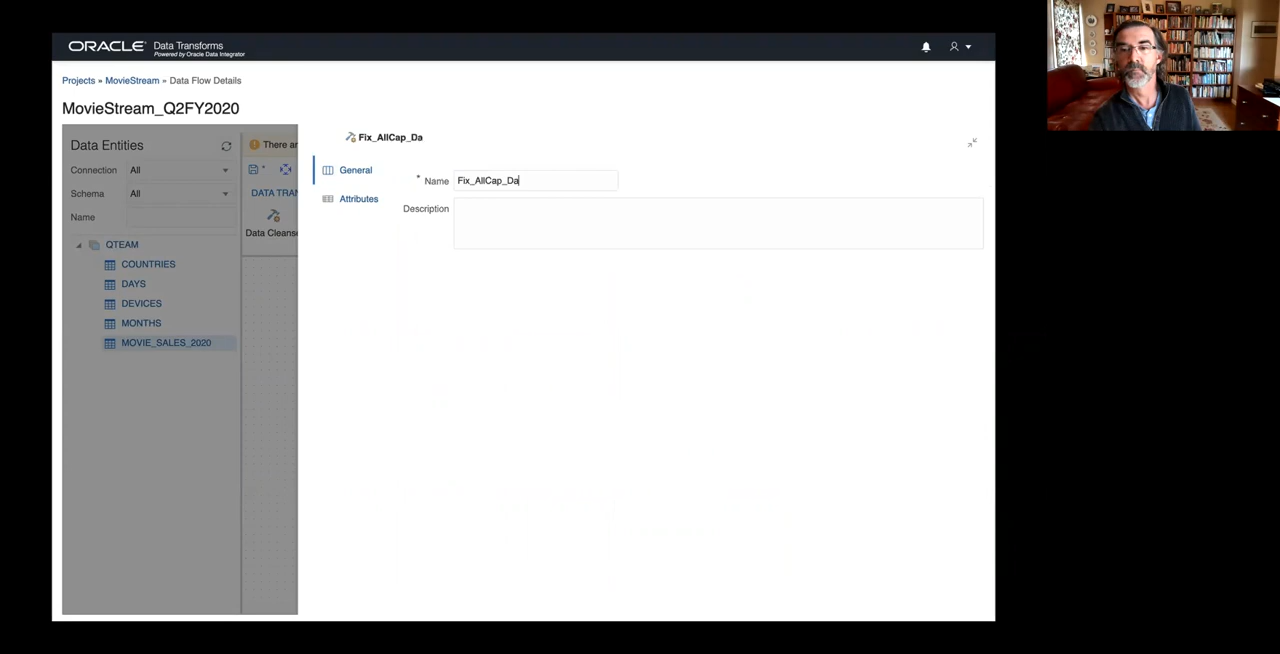 ORACLE Data Transforms
Powered by Oracle Data Integrator
Projects » MovieStream » Data Flow Details
MovieStream_Q2FY2020
Data Entities
Connection All
Schema All
Name
QTEAM
COUNTRIES
DAYS
DEVICES
MONTHS
MOVIE_SALES_2020
There ar
DATA TRAN
Data Cleans
Fix_AllCap_Da
General
Attributes
* Name Fix_AllCap_Da
Description